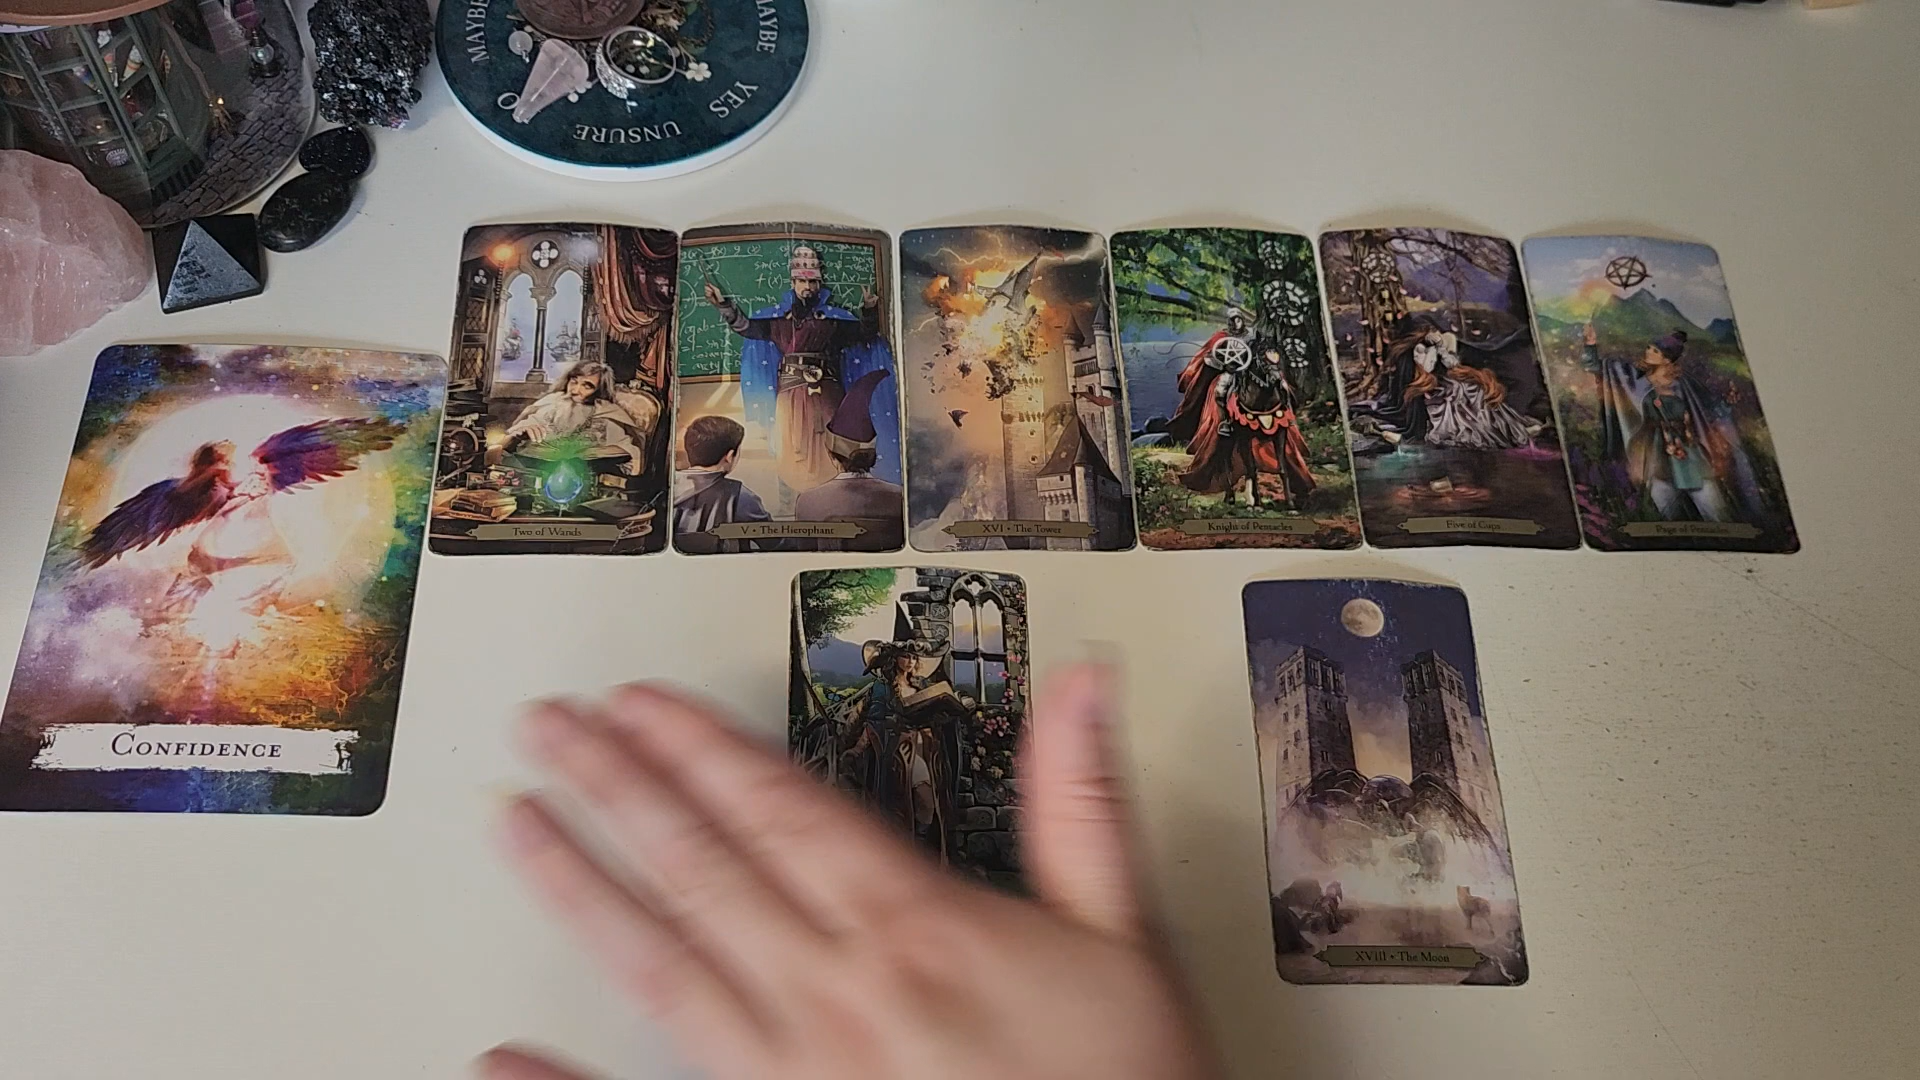 MAYBE
MAYBE
YES
UNSURE
Two of Wands
V • The Hierophant
XVI • The Tower
Knight of Pentacles
Five of Cups
Page of Pentacles
CONFIDENCE
XVIII • The Moon